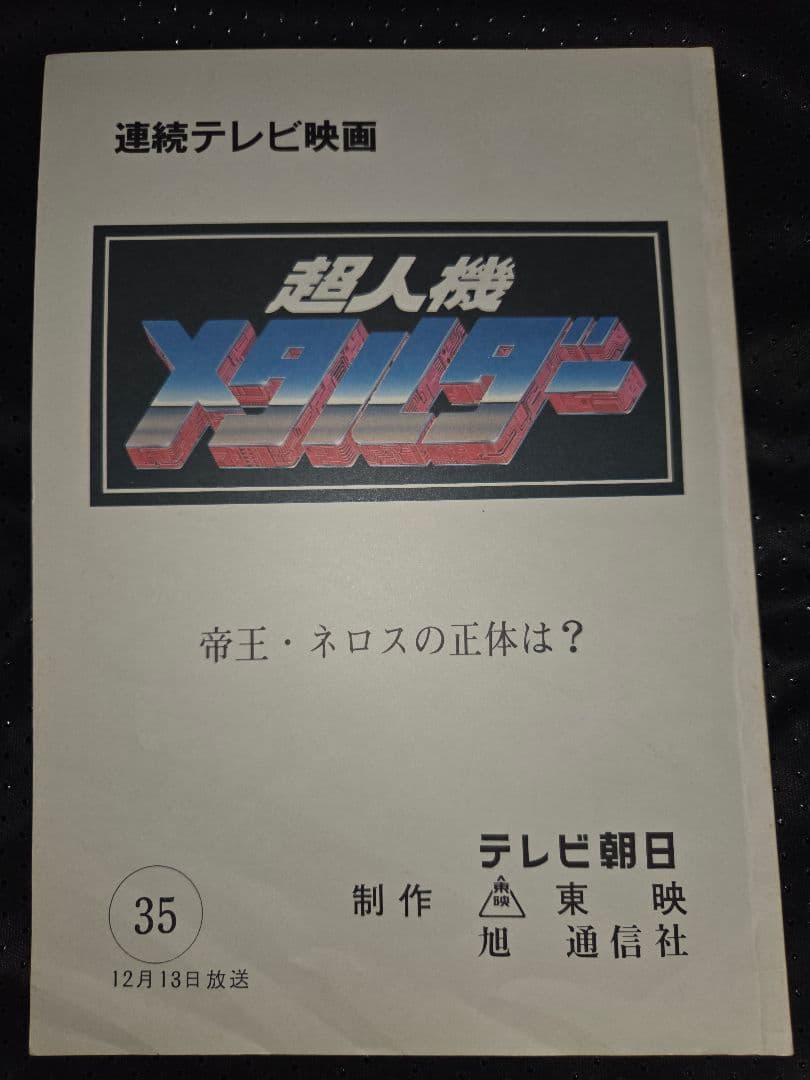 連続テレビ映画
超人機
メタルダー
帝王・ネロスの正体は？
テレビ朝日
制作 東映 東映
旭通信社
35
12月13日放送